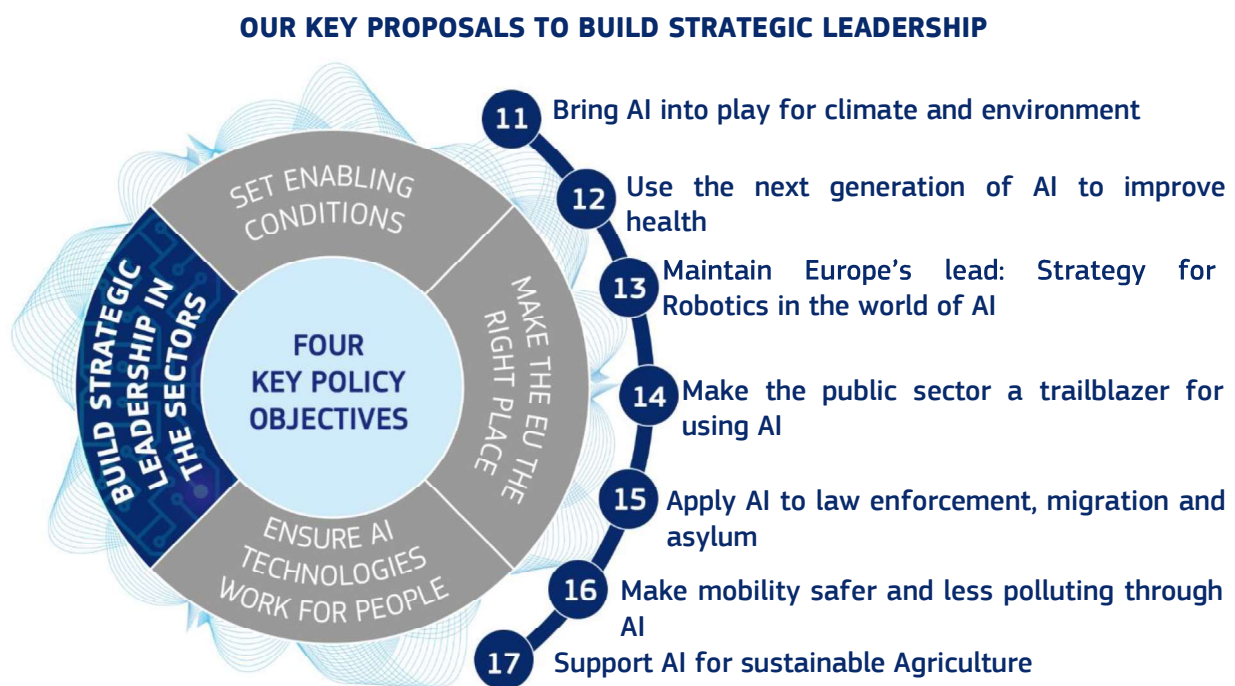 OUR KEY PROPOSALS TO BUILD STRATEGIC LEADERSHIP
SET ENABLING
CONDITIONS
MAKE THE EU THE
RIGHT PLACE
ENSURE AI
TECHNOLOGIES
WORK FOR PEOPLE
BUILD STRATEGIC
LEADERSHIP IN
THE SECTORS
FOUR
KEY POLICY
OBJECTIVES
11 Bring AI into play for climate and environment
12 Use the next generation of AI to improve
health
13 Maintain Europe’s lead: Strategy for
Robotics in the world of AI
14 Make the public sector a trailblazer for
using AI
15 Apply AI to law enforcement, migration and
asylum
16 Make mobility safer and less polluting through
AI
17 Support AI for sustainable Agriculture